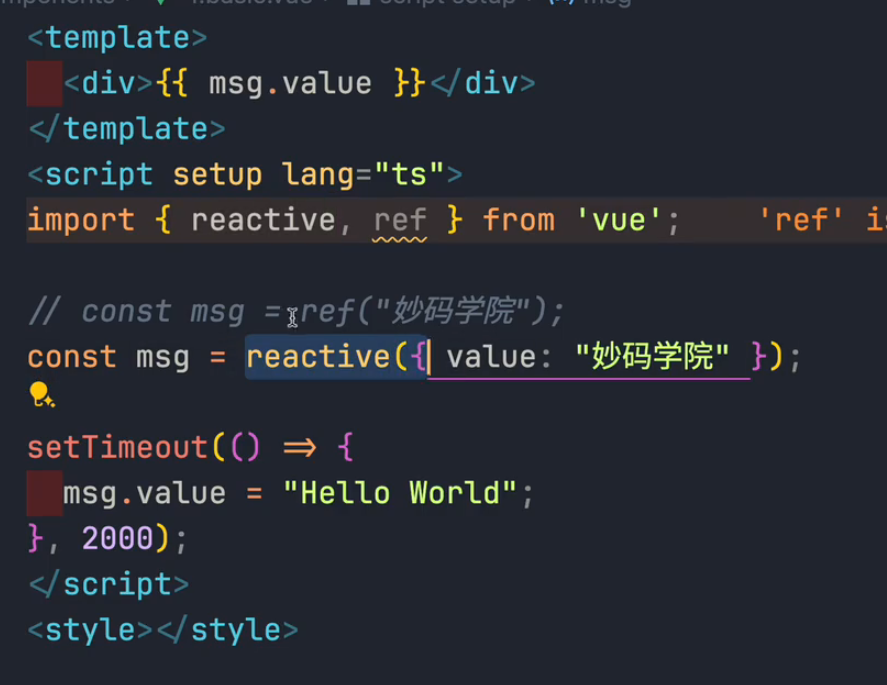 <template>
<div>{{ msg.value }}</div>
</template>
<script setup lang="ts">
import { reactive, ref } from 'vue'; 'ref' is
// const msg = ref("妙码学院");
const msg = reactive({ value: "妙码学院" });
setTimeout(() => {
msg.value = "Hello World";
}, 2000);
</script>
<style></style>